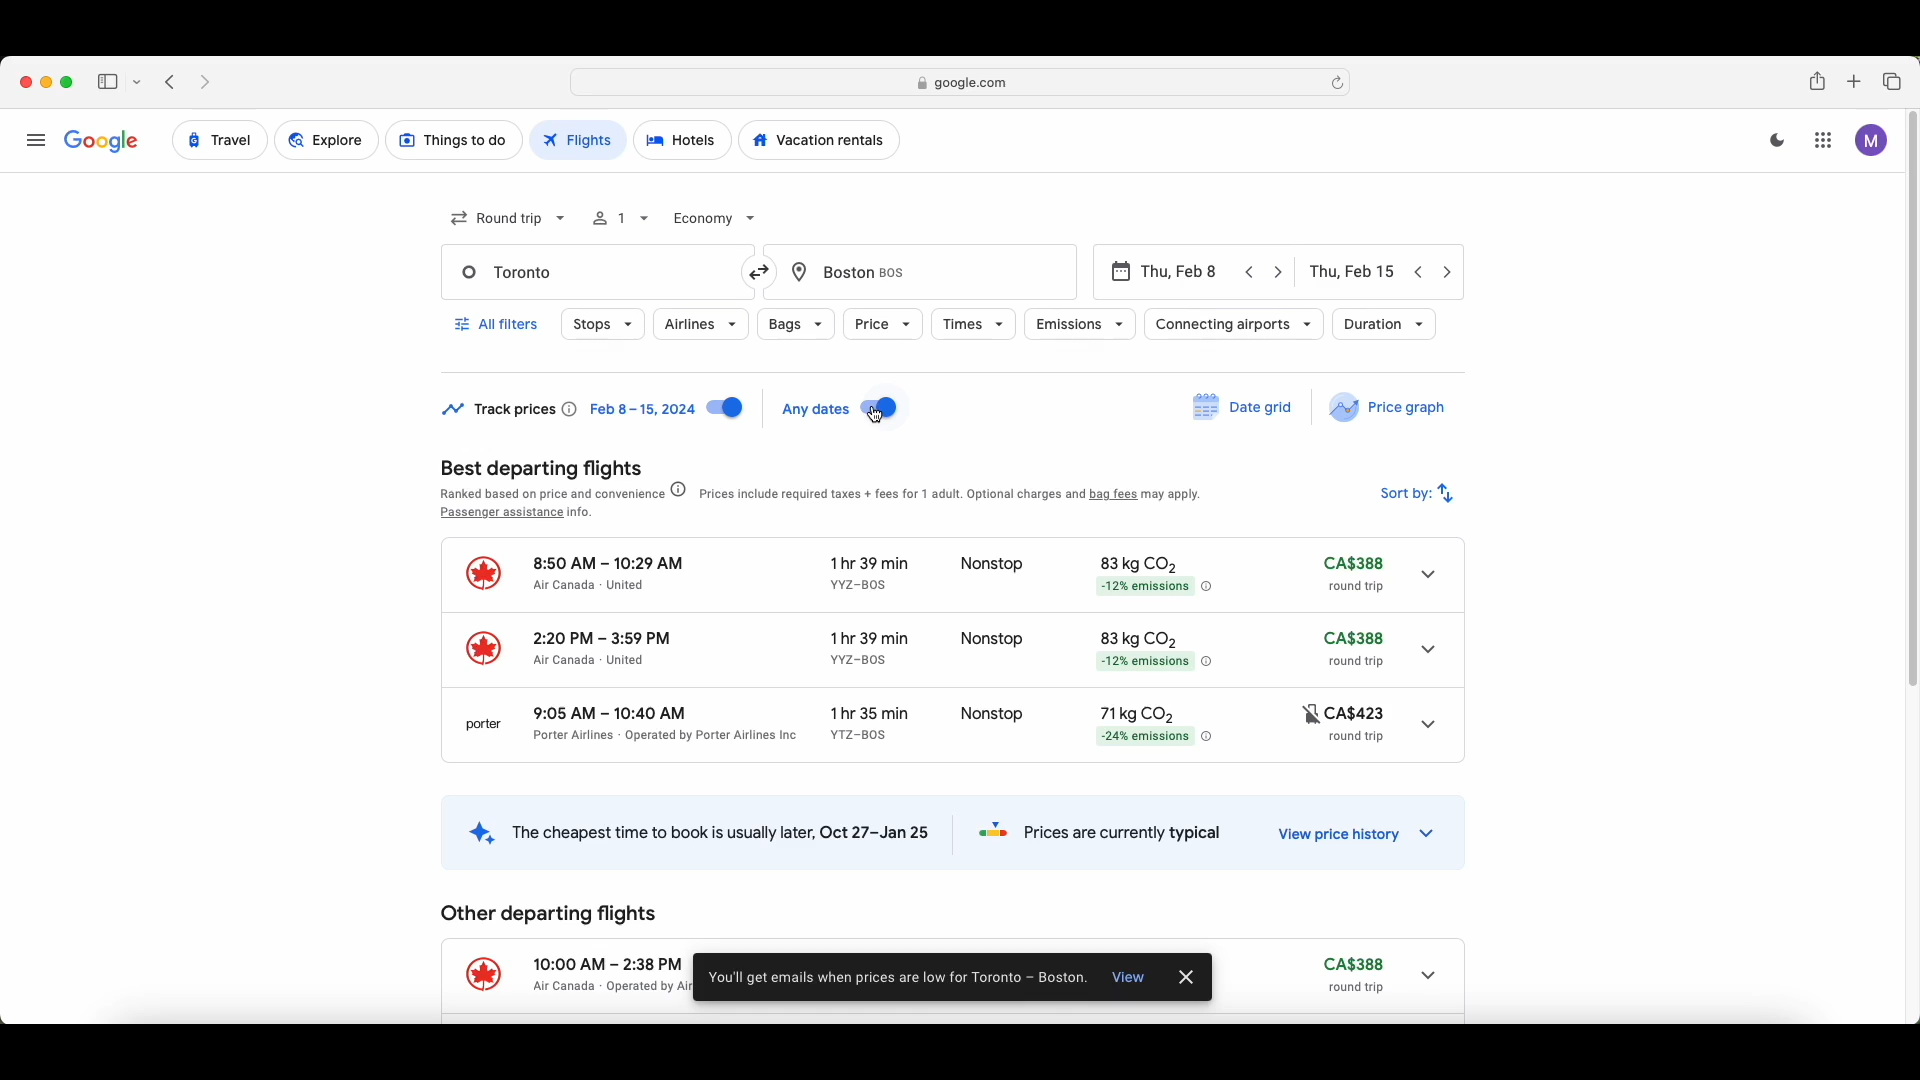 google.com
Google
Travel
Explore
Things to do
Flights
Hotels
Vacation rentals
M
Round trip
1
Economy
Toronto
Boston BOS
Thu, Feb 8
Thu, Feb 15
All filters
Stops
Airlines
Bags
Price
Times
Emissions
Connecting airports
Duration
Track prices
Feb 8 – 15, 2024
Any dates
Date grid
Price graph
Best departing flights
Ranked based on price and convenience
Prices include required taxes + fees for 1 adult. Optional charges and bag fees may apply.
Passenger assistance info.
Sort by:
8:50 AM – 10:29 AM
1 hr 39 min
Nonstop
83 kg CO2
CA$388
Air Canada · United
YYZ–BOS
-12% emissions
round trip
2:20 PM – 3:59 PM
1 hr 39 min
Nonstop
83 kg CO2
CA$388
Air Canada · United
YYZ–BOS
-12% emissions
round trip
porter
9:05 AM – 10:40 AM
1 hr 35 min
Nonstop
71 kg CO2
CA$423
Porter Airlines · Operated by Porter Airlines Inc
YTZ–BOS
-24% emissions
round trip
The cheapest time to book is usually later, Oct 27–Jan 25
Prices are currently typical
View price history
Other departing flights
10:00 AM – 2:38 PM
CA$388
Air Canada · Operated by Air
round trip
You'll get emails when prices are low for Toronto – Boston.
View